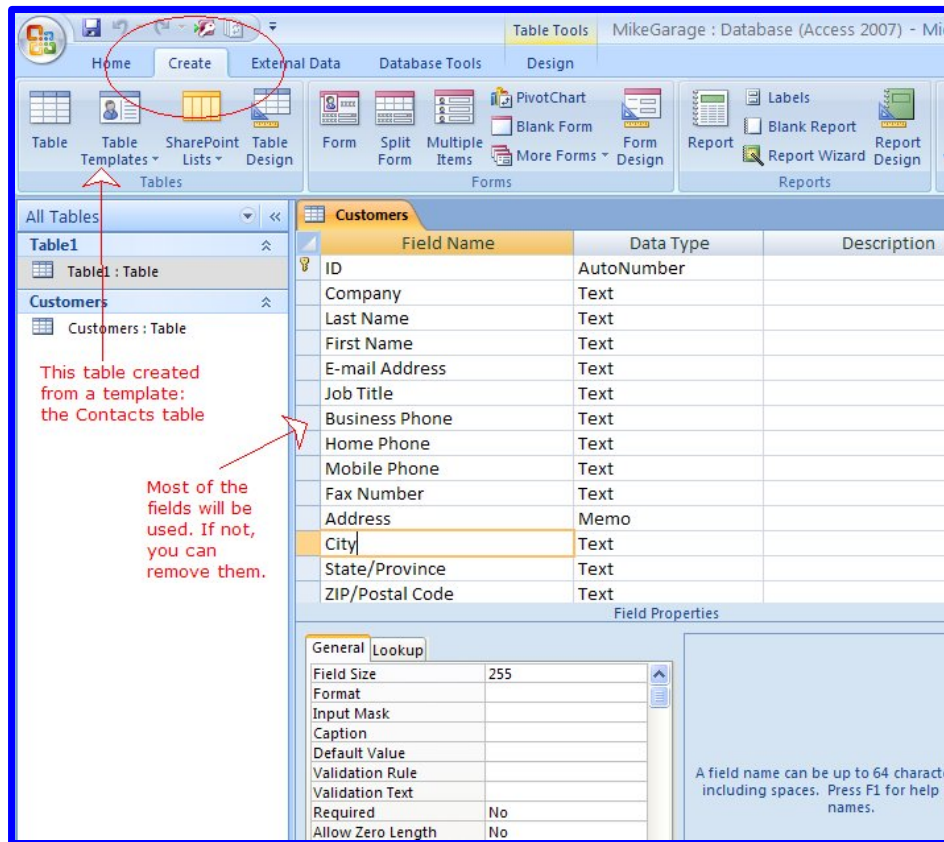 Table Tools MikeGarage : Database (Access 2007) - Mi
Home Create External Data Database Tools Design
Table
Table Templates
SharePoint Lists
Table Design
Tables
Form
Split Form
Multiple Items
PivotChart
Blank Form
More Forms
Form Design
Forms
Report
Labels
Blank Report
Report Wizard
Report Design
Reports
All Tables
Table1
Table1 : Table
Customers
Customers : Table
This table created
from a template:
the Contacts table
Most of the
fields will be
used. If not,
you can
remove them.
Customers
Field Name Data Type Description
ID AutoNumber
Company Text
Last Name Text
First Name Text
E-mail Address Text
Job Title Text
Business Phone Text
Home Phone Text
Mobile Phone Text
Fax Number Text
Address Memo
City Text
State/Province Text
ZIP/Postal Code Text
Field Properties
General Lookup
Field Size 255
Format
Input Mask
Caption
Default Value
Validation Rule
Validation Text
Required No
Allow Zero Length No
A field name can be up to 64 charact
including spaces. Press F1 for help
names.